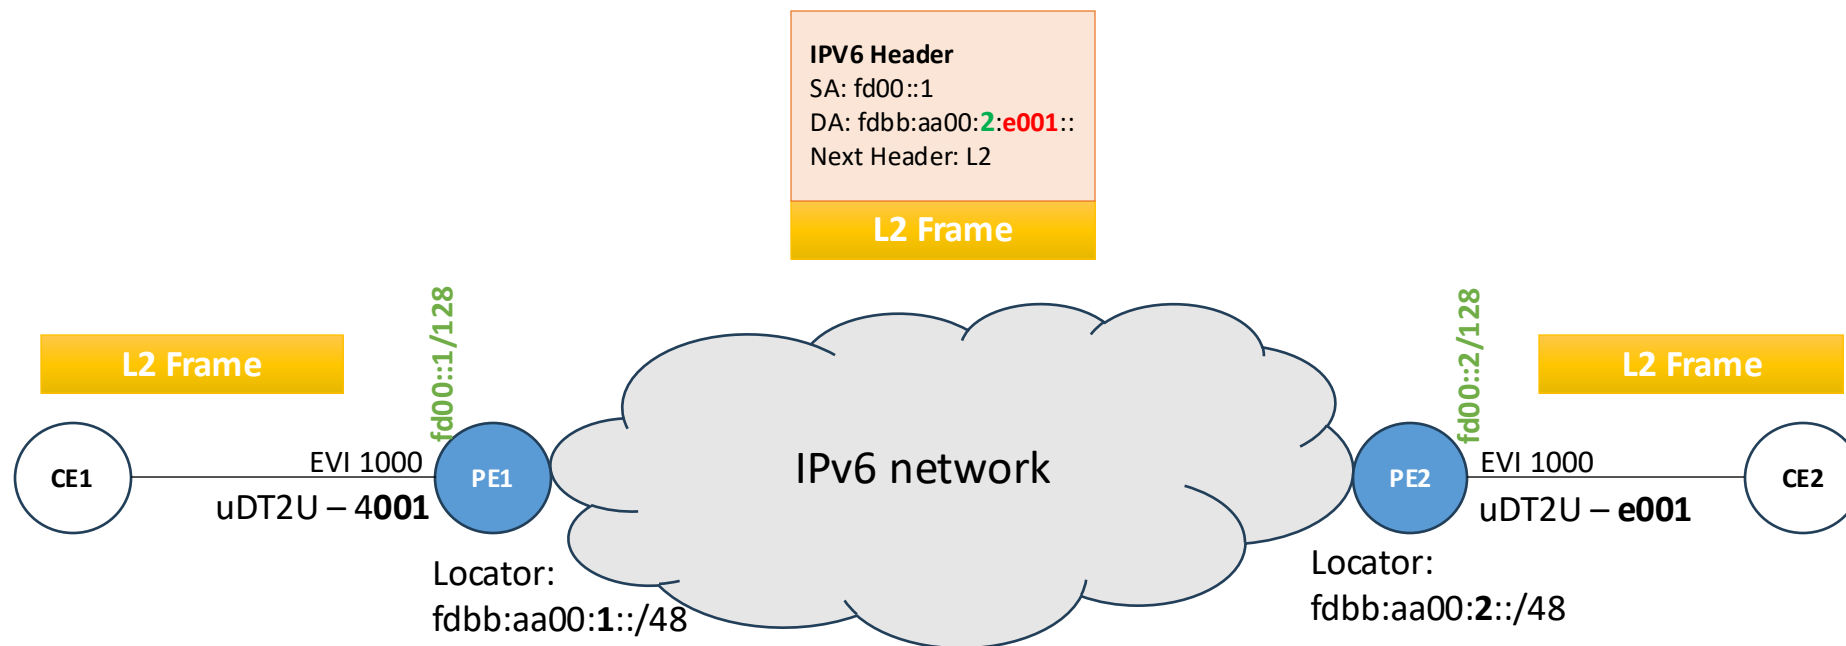 IPV6 Header
SA: fd00::1
DA: fdbb:aa00:2:e001::
Next Header: L2
L2 Frame
L2 Frame
fd00::1/128
CE1
EVI 1000
uDT2U – 4001
PE1
Locator:
fdbb:aa00:1::/48
IPv6 network
fd00::2/128
L2 Frame
PE2
EVI 1000
uDT2U – e001
CE2
Locator:
fdbb:aa00:2::/48